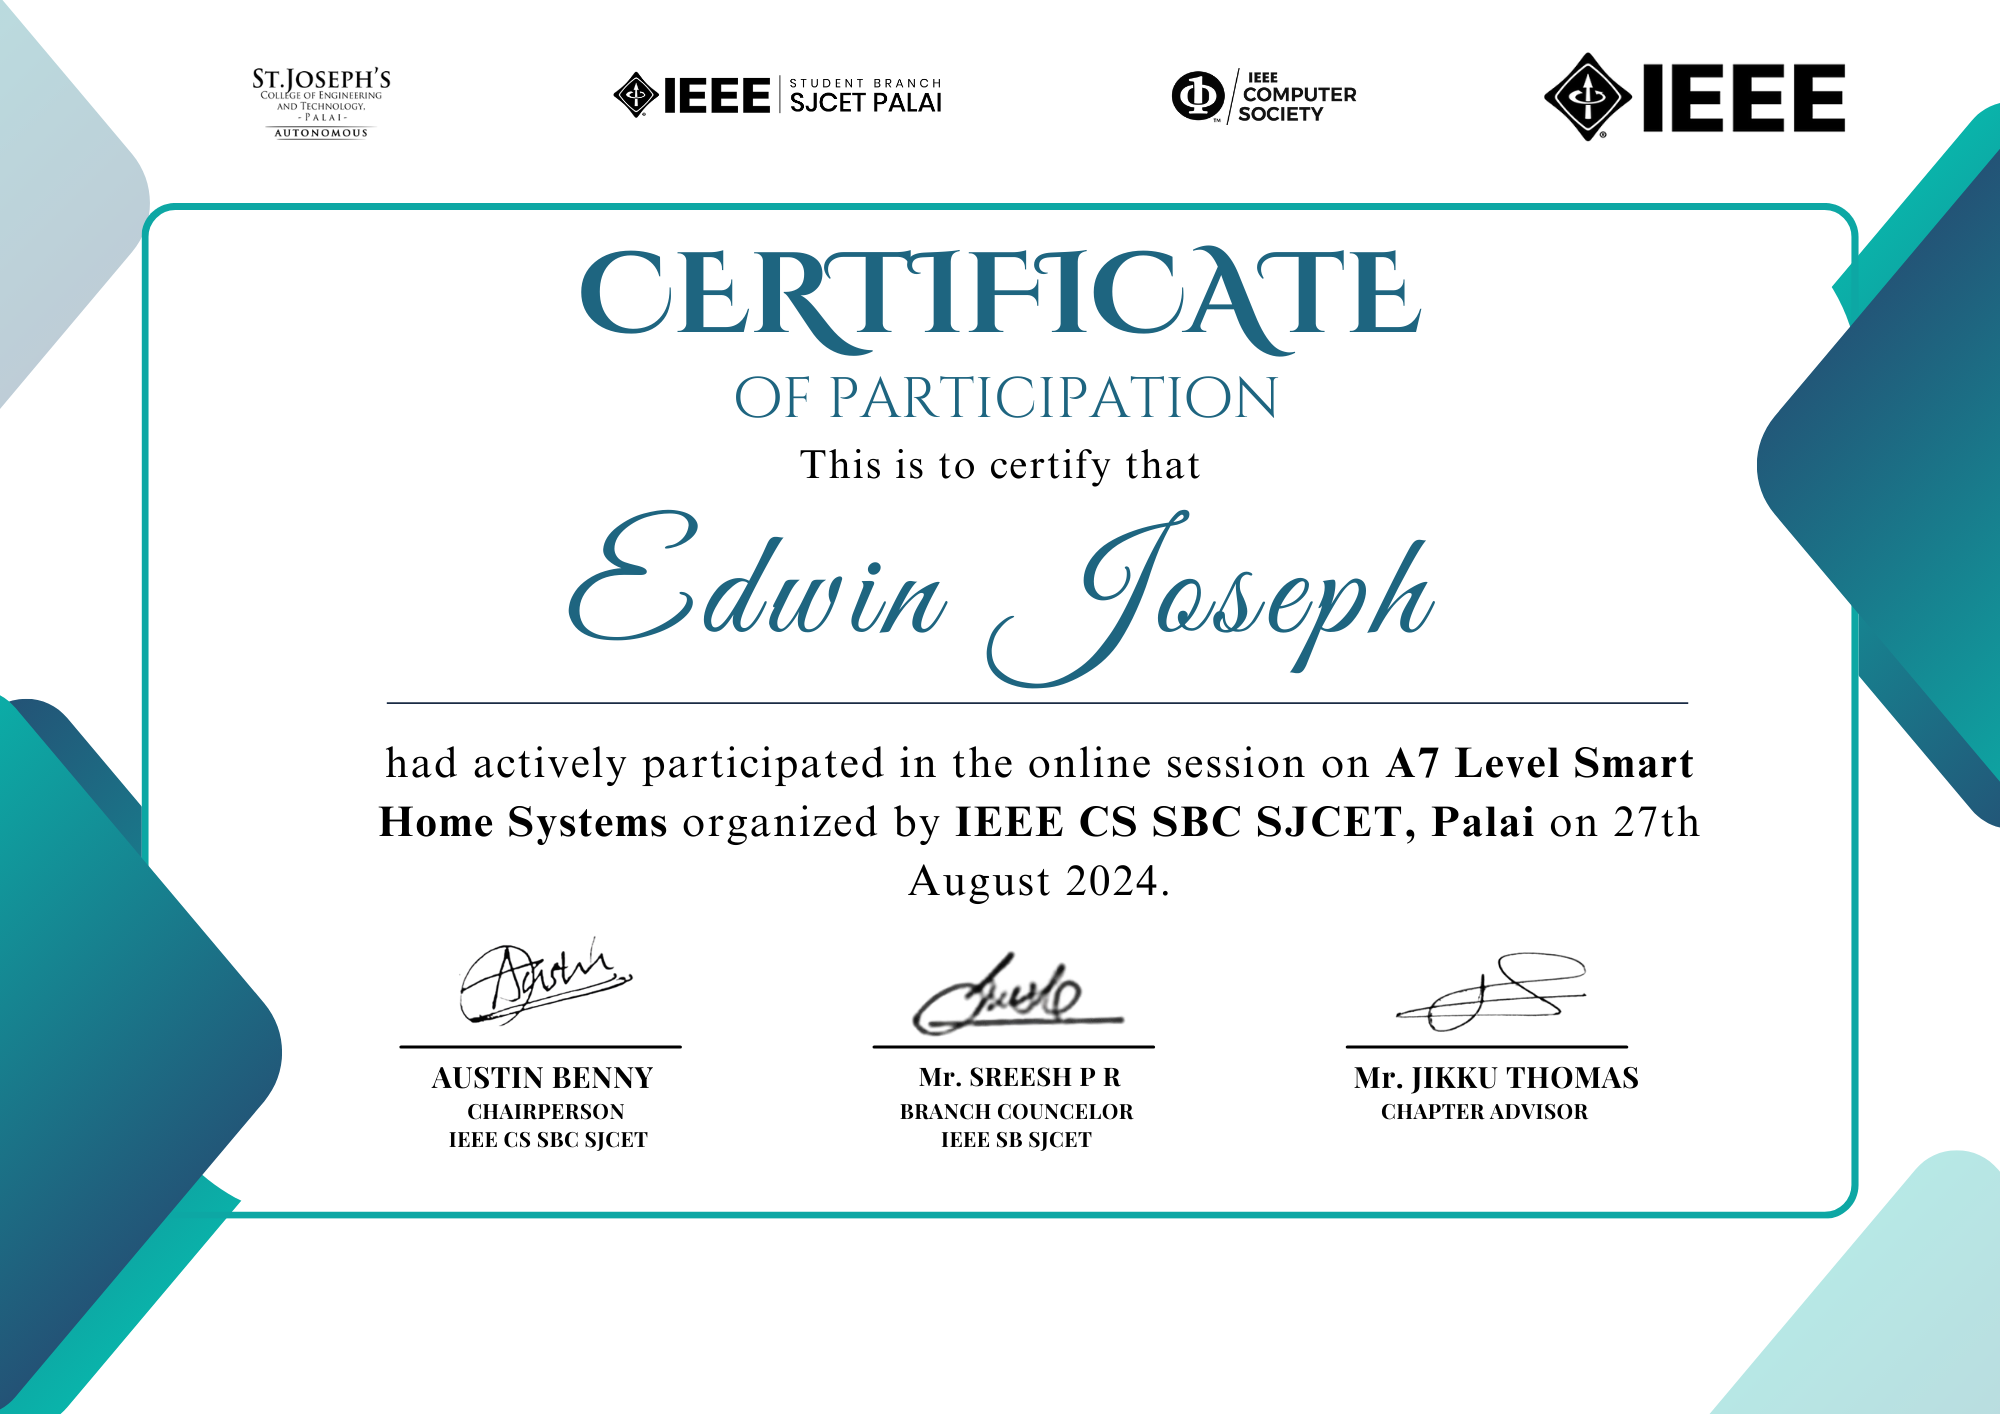 ST.JOSEPH'S
COLLEGE OF ENGINEERING
AND TECHNOLOGY,
- PALAI-
AUTONOMOUS
IEEE STUDENT BRANCH
SJCET PALAI
IEEE
COMPUTER
SOCIETY
IEEE
CERTIFICATE
OF PARTICIPATION
This is to certify that
Edwin Joseph
had actively participated in the online session on A7 Level Smart
Home Systems organized by IEEE CS SBC SJCET, Palai on 27th
August 2024.
Austin
AUSTIN BENNY
CHAIRPERSON
IEEE CS SBC SJCET
Mr. SREESH P R
BRANCH COUNCELOR
IEEE SB SJCET
Mr. JIKKU THOMAS
CHAPTER ADVISOR